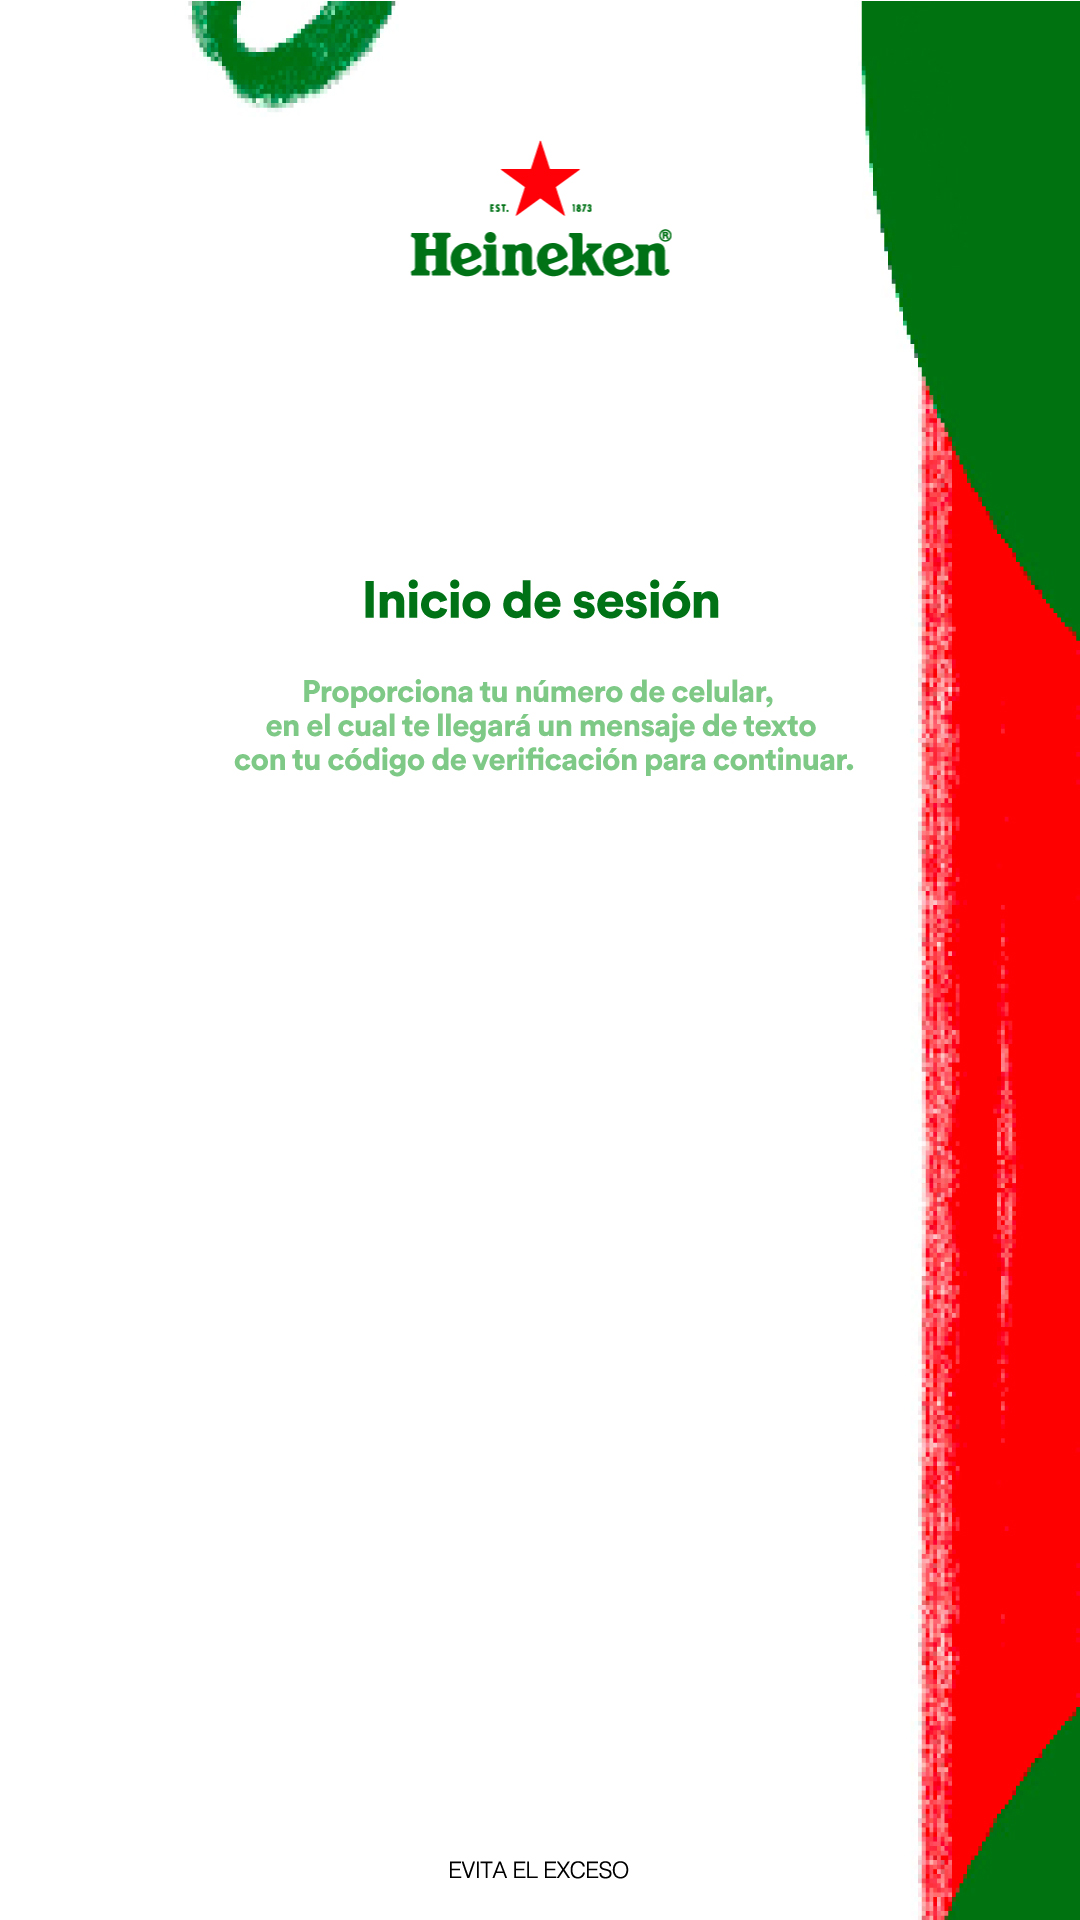 EST. 1873
Heineken®
Inicio de sesión
Proporciona tu número de celular,
en el cual te llegará un mensaje de texto
con tu código de verificación para continuar.
EVITA EL EXCESO